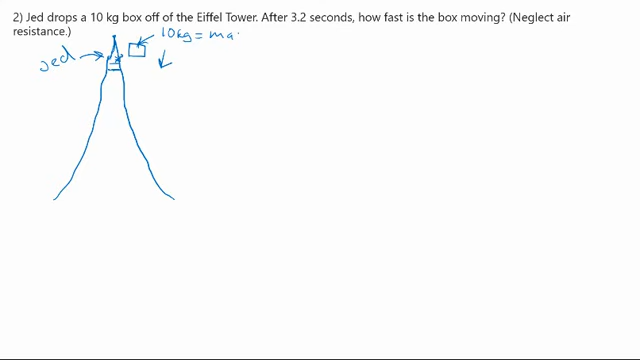 2) Jed drops a 10 kg box off of the Eiffel Tower. After 3.2 seconds, how fast is the box moving? (Neglect air
resistance.)
10kg = ma
Jed